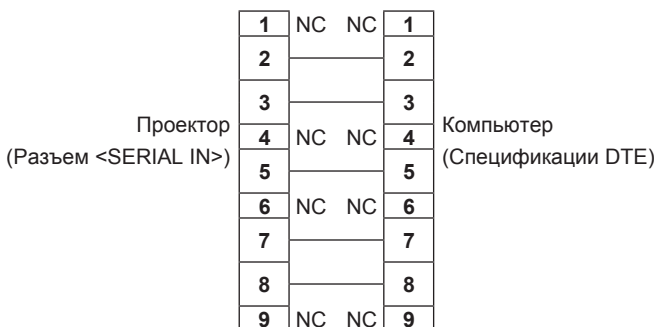 1 NC NC 1
2 2
3 3
Проектор
(Разъем <SERIAL IN>)
4 NC NC 4
Компьютер
(Спецификации DTE)
5 5
6 NC NC 6
7 7
8 8
9 NC NC 9